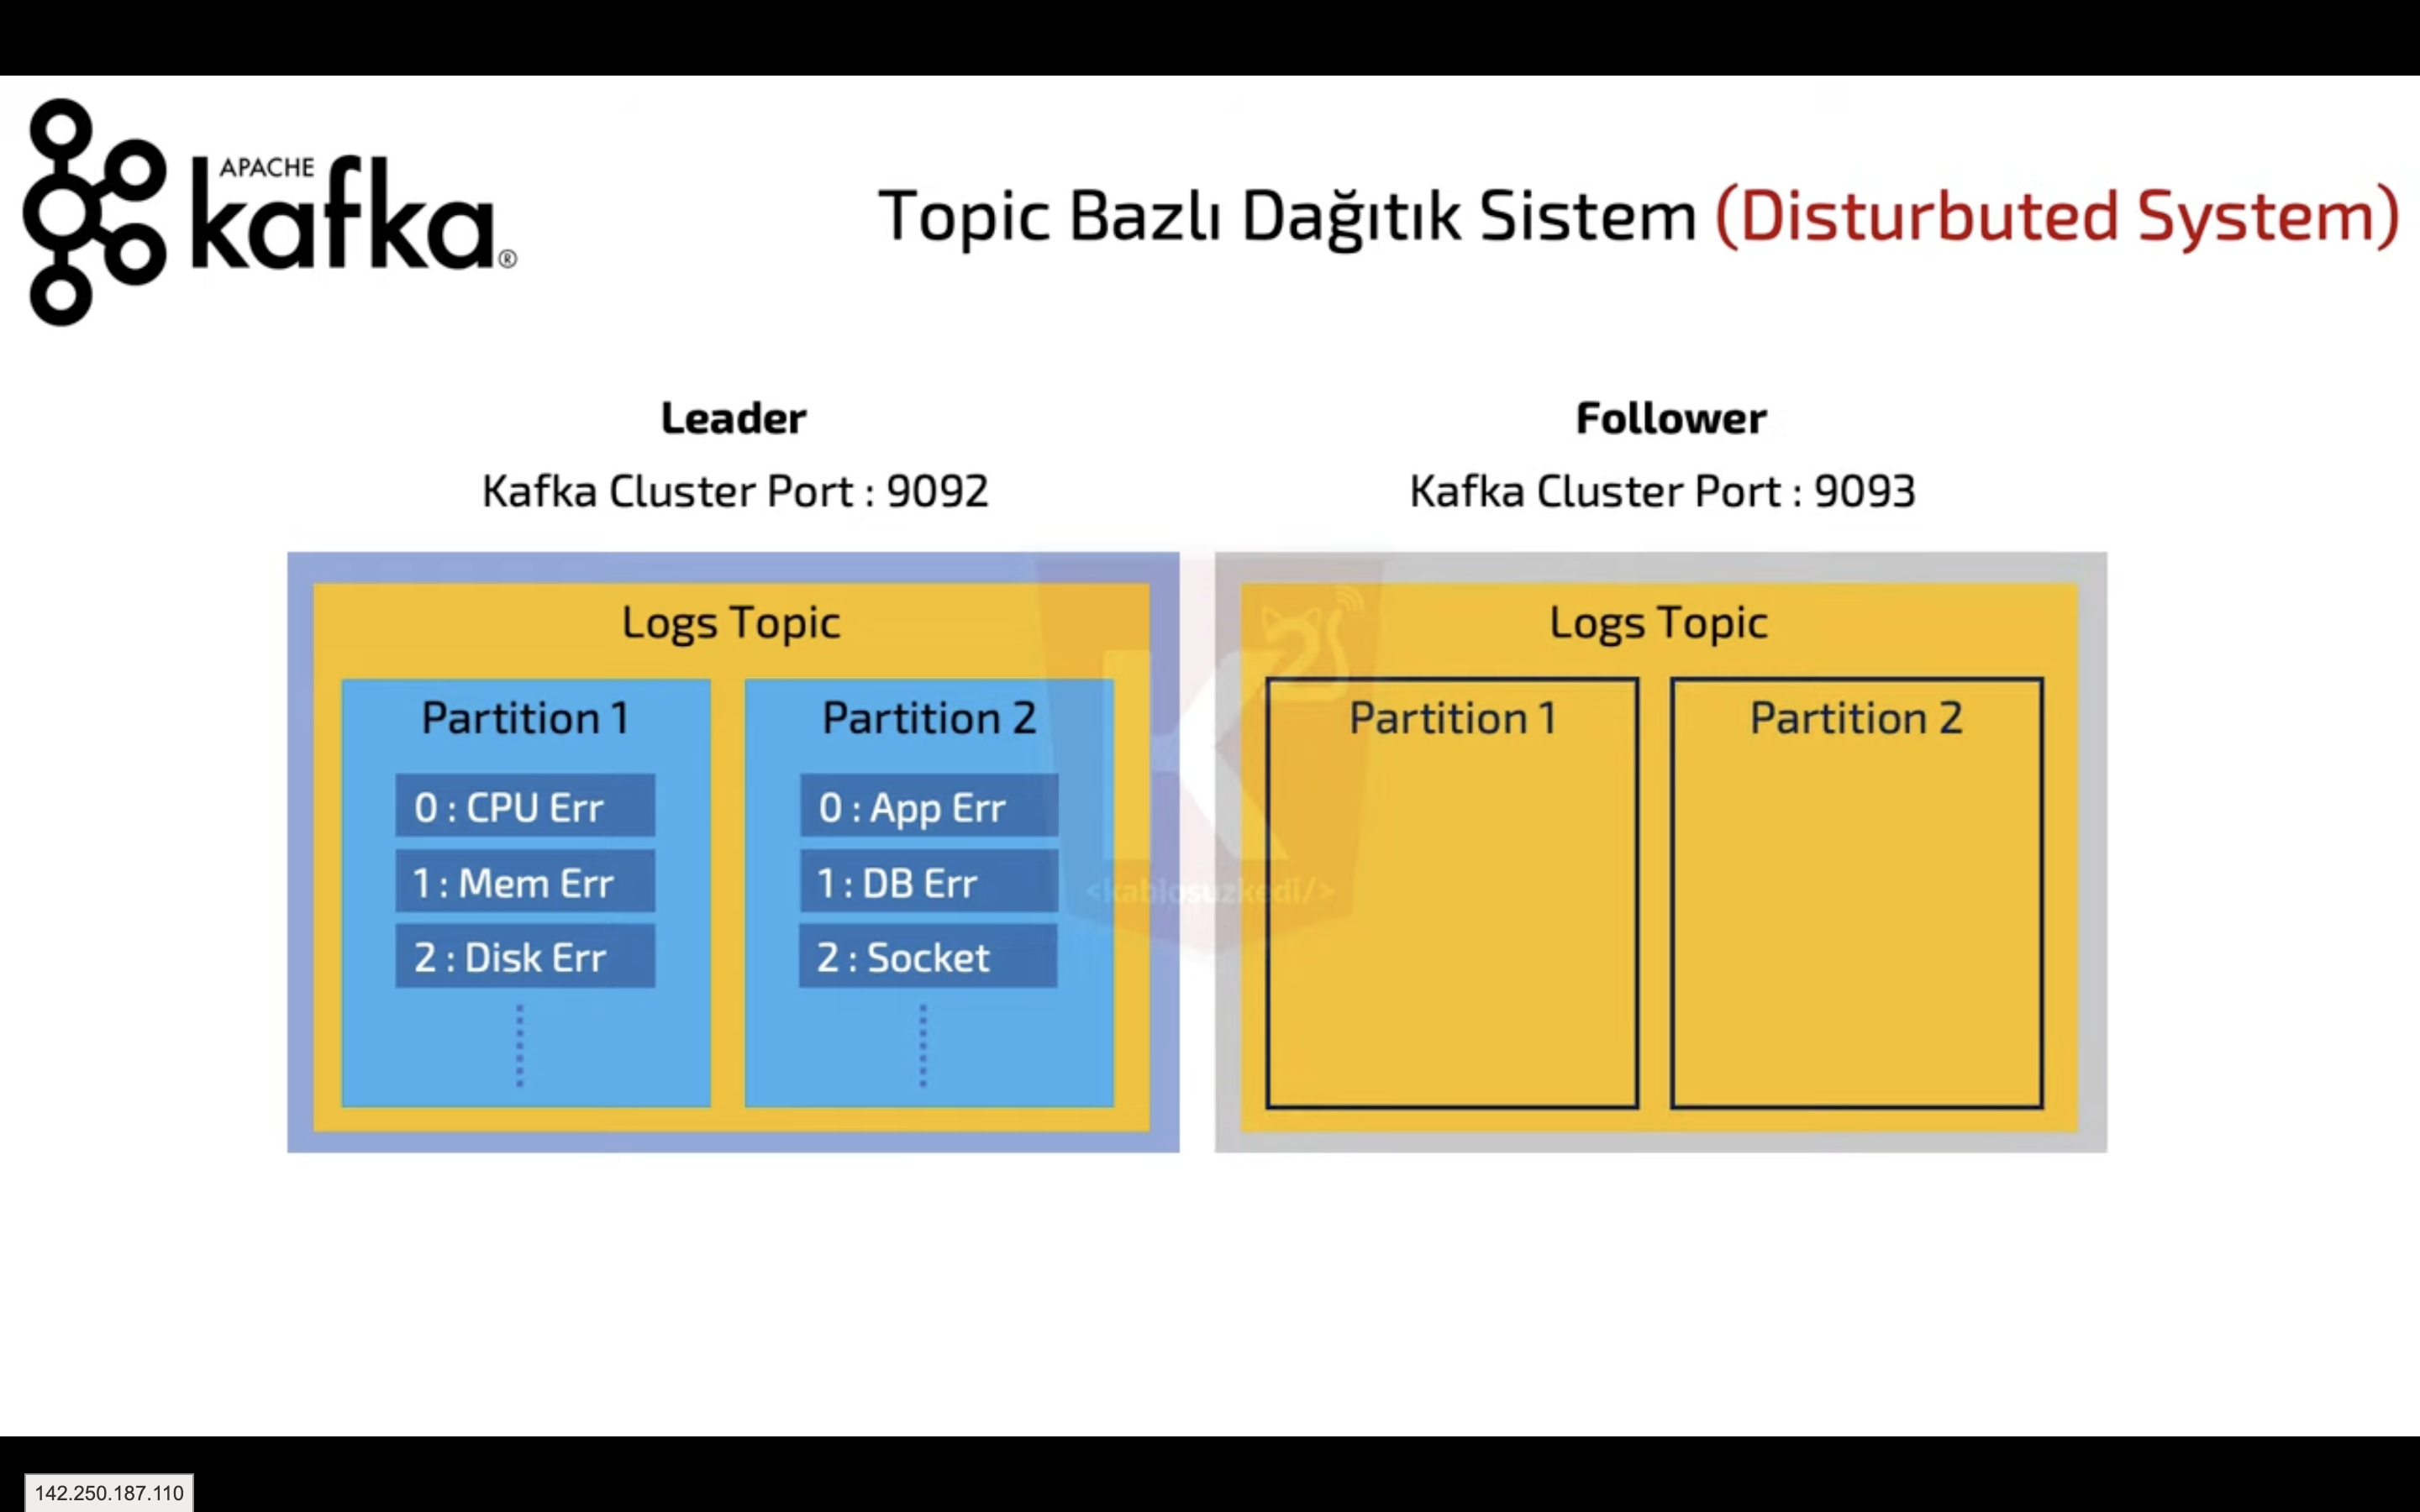 APACHE
kafka®
Topic Bazlı Dağıtık Sistem (Disturbuted System)
Leader
Kafka Cluster Port : 9092
Logs Topic
Partition 1
0 : CPU Err
1 : Mem Err
2 : Disk Err
Partition 2
0 : App Err
1 : DB Err
2 : Socket
Follower
Kafka Cluster Port : 9093
Logs Topic
Partition 1
Partition 2
K2
<kablosuzkedi/>
142.250.187.110